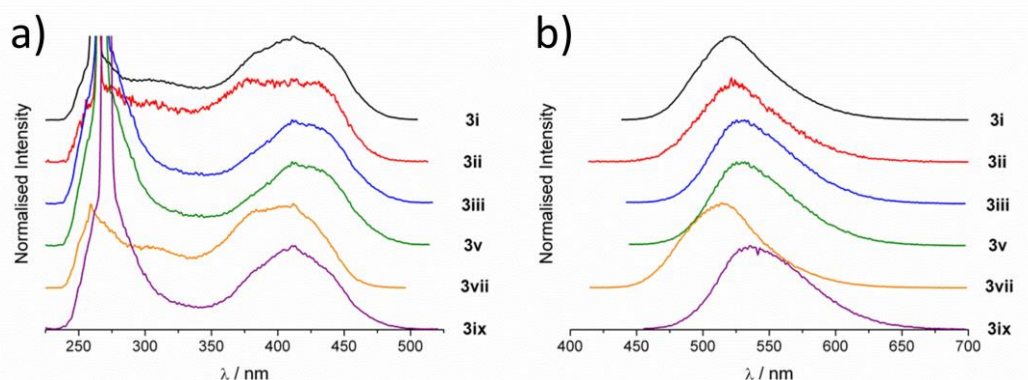 a)
Normalised Intensity
3i
3ii
3iii
3v
3vii
3ix
250 300 350 400 450 500
λ / nm
b)
Normalised Intensity
3i
3ii
3iii
3v
3vii
3ix
400 450 500 550 600 650 700
λ / nm